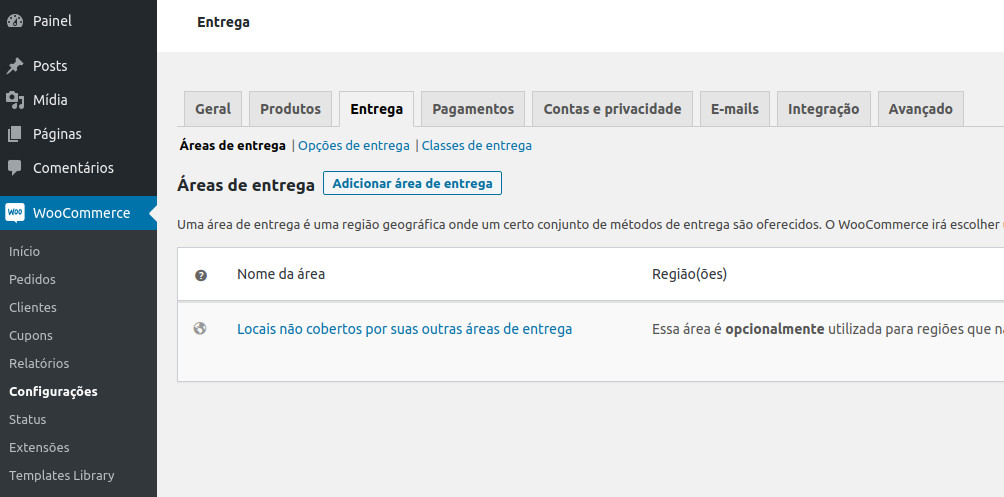 Painel
Posts
Mídia
Páginas
Comentários
WOO WooCommerce
Início
Pedidos
Clientes
Cupons
Relatórios
Configurações
Status
Extensões
Templates Library
Entrega
Geral Produtos Entrega Pagamentos Contas e privacidade E-mails Integração Avançado
Áreas de entrega | Opções de entrega | Classes de entrega
Áreas de entrega Adicionar área de entrega
Uma área de entrega é uma região geográfica onde um certo conjunto de métodos de entrega são oferecidos. O WooCommerce irá escolher
? Nome da área Região(ões)
Locais não cobertos por suas outras áreas de entrega Essa área é opcionalmente utilizada para regiões que